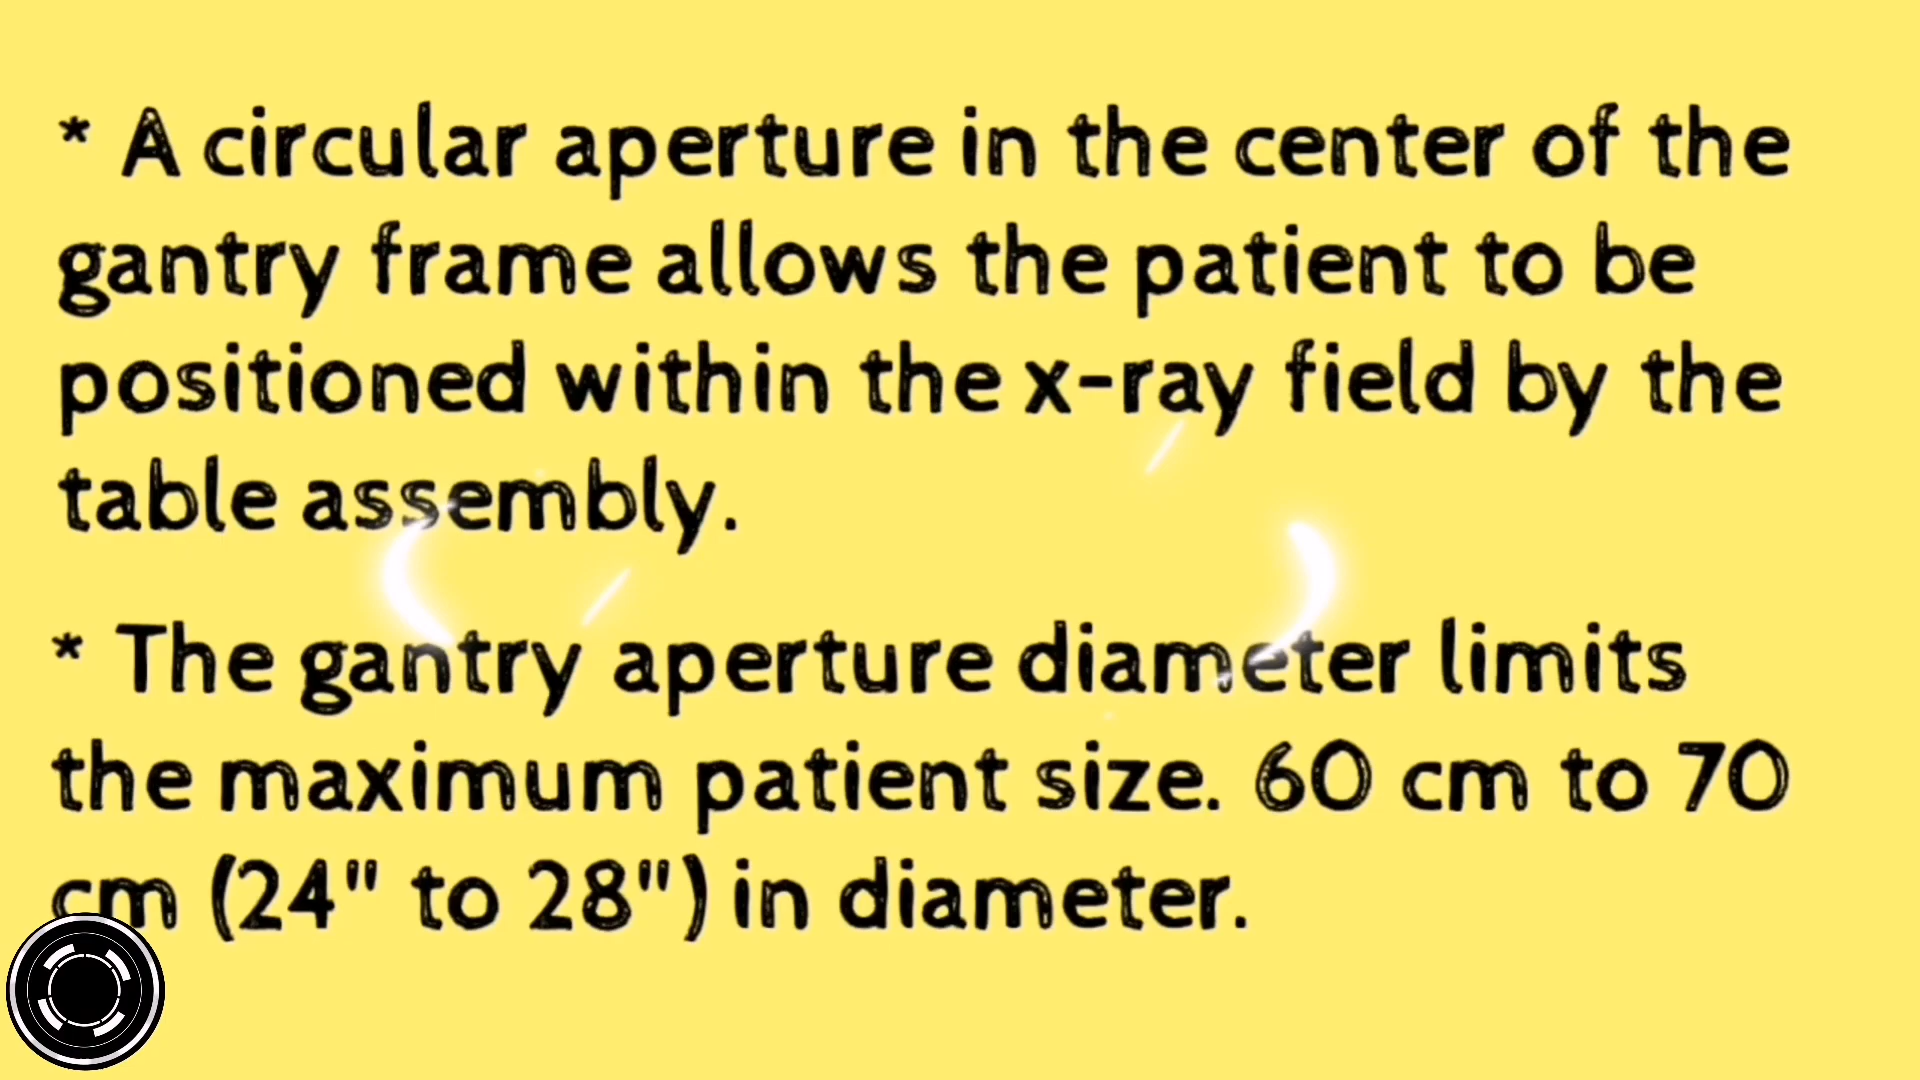 * A circular aperture in the center of the
gantry frame allows the patient to be
positioned within the x-ray field by the
table assembly.
* The gantry aperture diameter limits
the maximum patient size. 60 cm to 70
cm (24" to 28") in diameter.